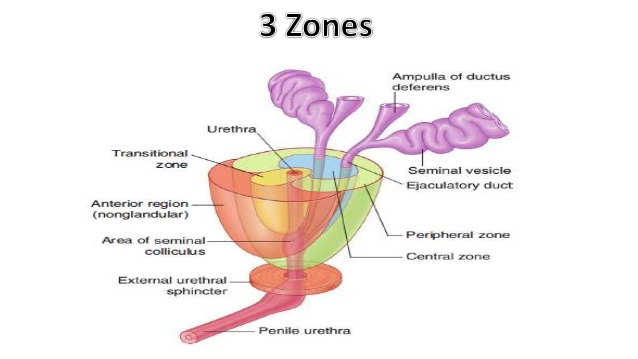 3 Zones
Ampulla of ductus
deferens
Urethra
Transitional
zone
Seminal vesicle
Ejaculatory duct
Anterior region
(nonglandular)
Peripheral zone
Area of seminal
colliculus
Central zone
External urethral
sphincter
Penile urethra